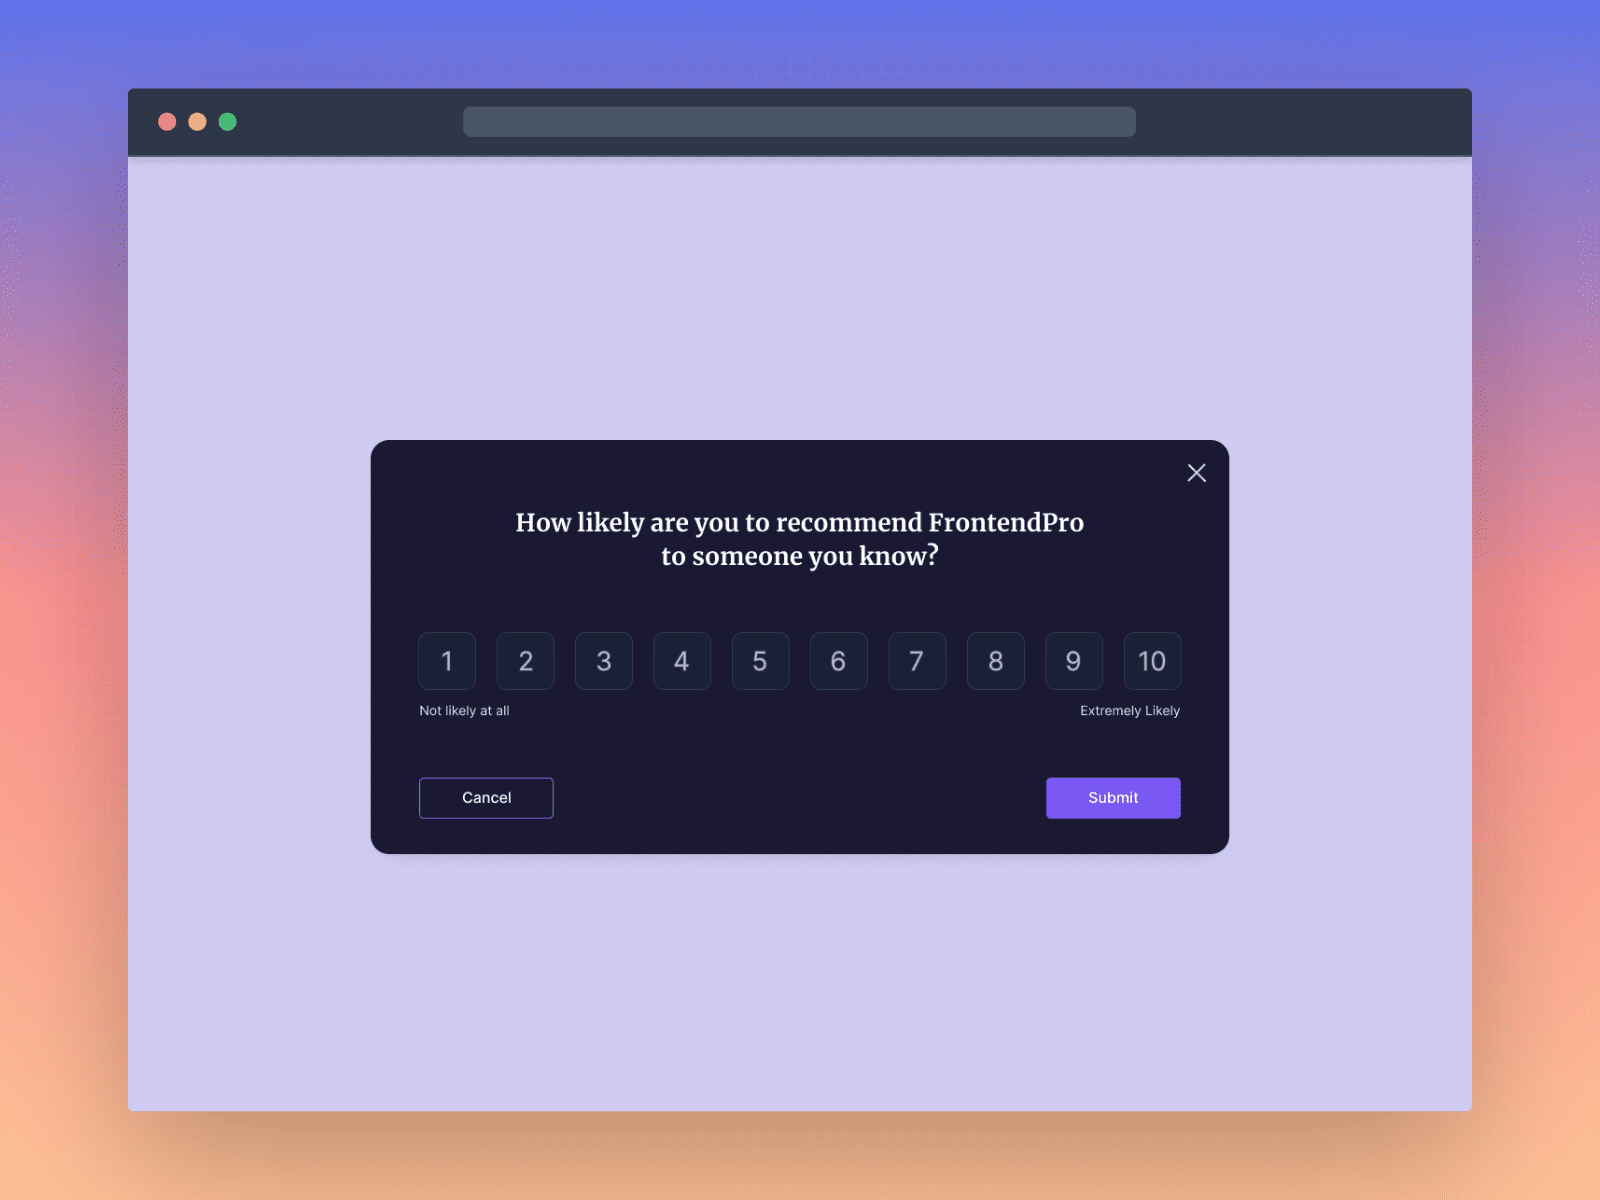 How likely are you to recommend FrontendPro
to someone you know?
1 2 3 4 5 6 7 8 9 10
Not likely at all Extremely Likely
Cancel Submit